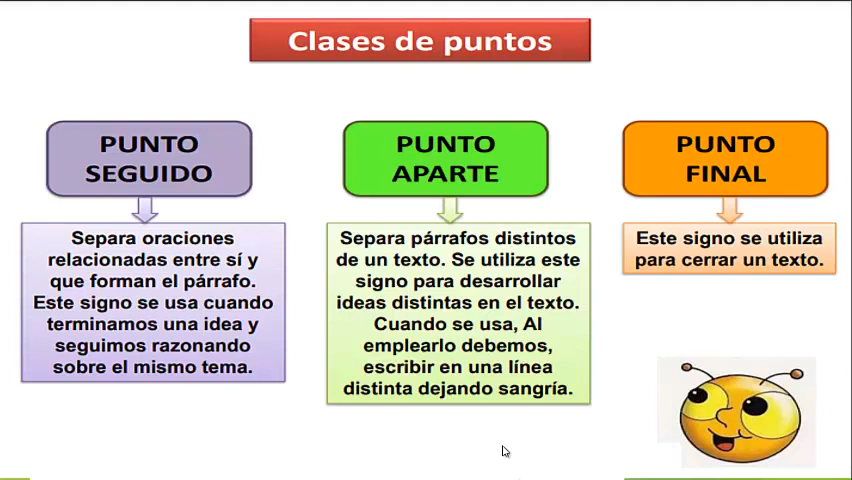 Clases de puntos
PUNTO
SEGUIDO
Separa oraciones
relacionadas entre sí y
que forman el párrafo.
Este signo se usa cuando
terminamos una idea y
seguimos razonando
sobre el mismo tema.
PUNTO
APARTE
Separa párrafos distintos
de un texto. Se utiliza este
signo para desarrollar
ideas distintas en el texto.
Cuando se usa, Al
emplearlo debemos,
escribir en una línea
distinta dejando sangría.
PUNTO
FINAL
Este signo se utiliza
para cerrar un texto.